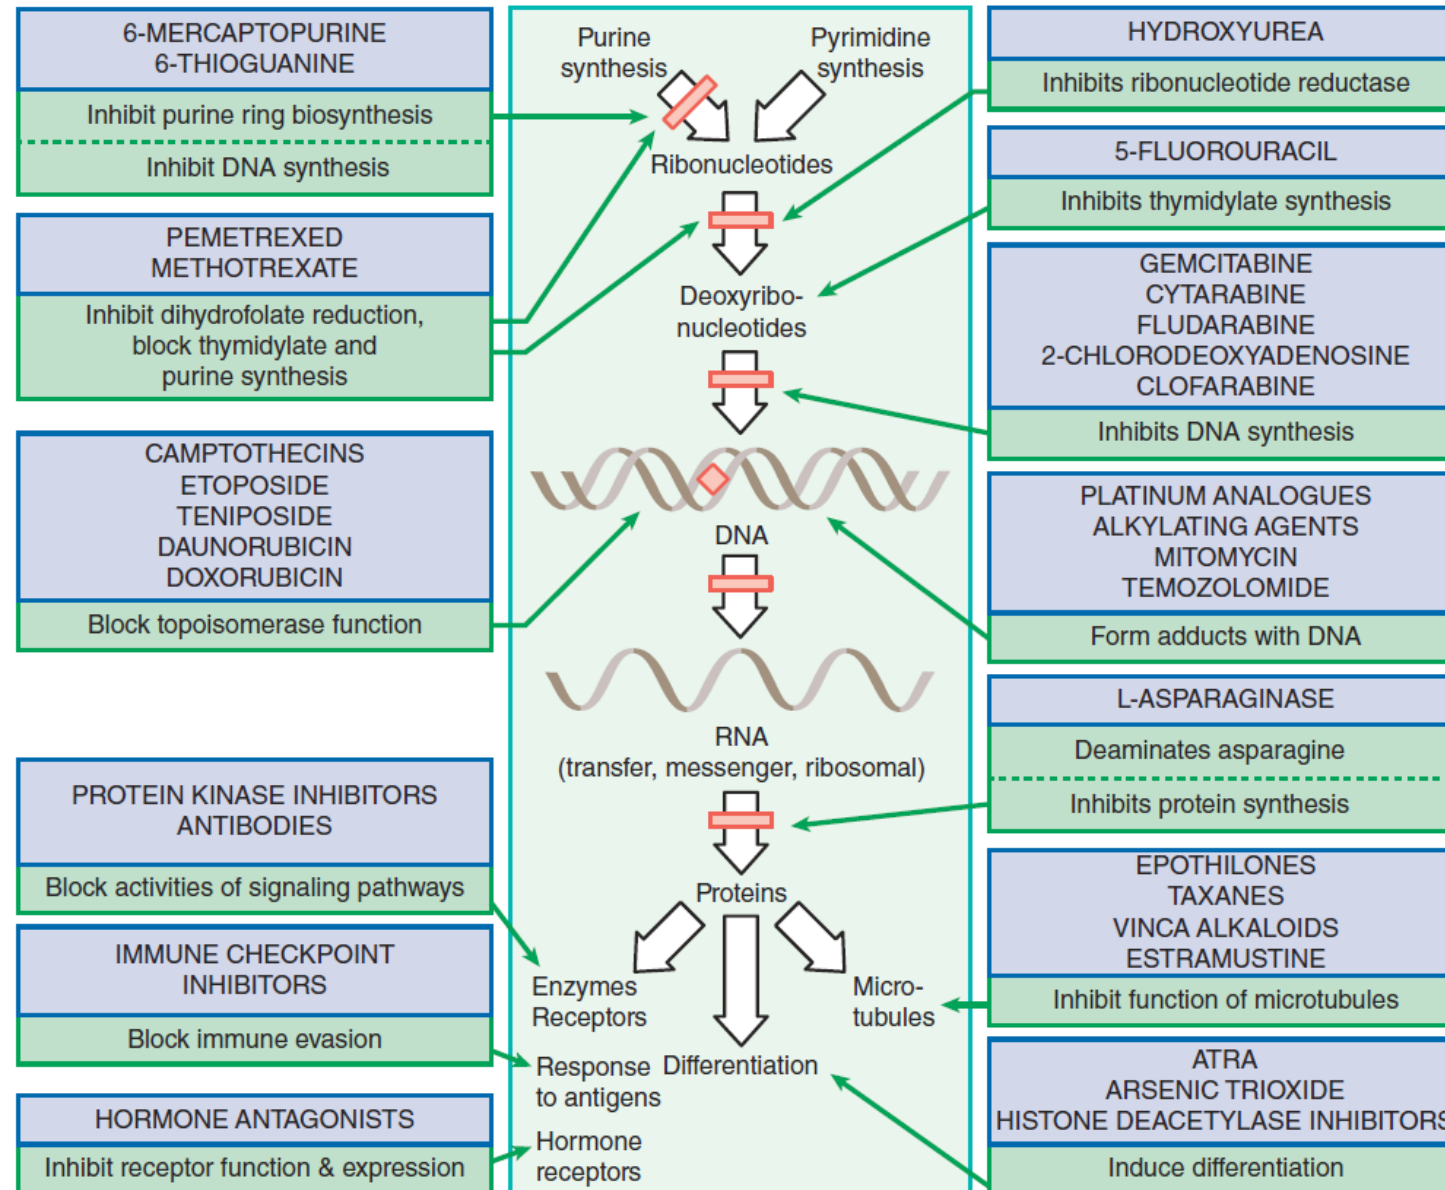 6-MERCAPTOPURINE
6-THIOGUANINE
Inhibit purine ring biosynthesis
Inhibit DNA synthesis
PEMETREXED
METHOTREXATE
Inhibit dihydrofolate reduction,
block thymidylate and
purine synthesis
CAMPTOTHECINS
ETOPOSIDE
TENIPOSIDE
DAUNORUBICIN
DOXORUBICIN
Block topoisomerase function
PROTEIN KINASE INHIBITORS
ANTIBODIES
Block activities of signaling pathways
IMMUNE CHECKPOINT
INHIBITORS
Block immune evasion
HORMONE ANTAGONISTS
Inhibit receptor function & expression
Purine
synthesis
Pyrimidine
synthesis
Ribonucleotides
Deoxyribo-
nucleotides
DNA
RNA
(transfer, messenger, ribosomal)
Proteins
Enzymes
Receptors
Micro-
tubules
Response
to antigens
Differentiation
Hormone
receptors
HYDROXYUREA
Inhibits ribonucleotide reductase
5-FLUOROURACIL
Inhibits thymidylate synthesis
GEMCITABINE
CYTARABINE
FLUDARABINE
2-CHLORODEOXYADENOSINE
CLOFARABINE
Inhibits DNA synthesis
PLATINUM ANALOGUES
ALKYLATING AGENTS
MITOMYCIN
TEMOZOLOMIDE
Form adducts with DNA
L-ASPARAGINASE
Deaminates asparagine
Inhibits protein synthesis
EPOTHILONES
TAXANES
VINCA ALKALOIDS
ESTRAMUSTINE
Inhibit function of microtubules
ATRA
ARSENIC TRIOXIDE
HISTONE DEACETYLASE INHIBITORS
Induce differentiation